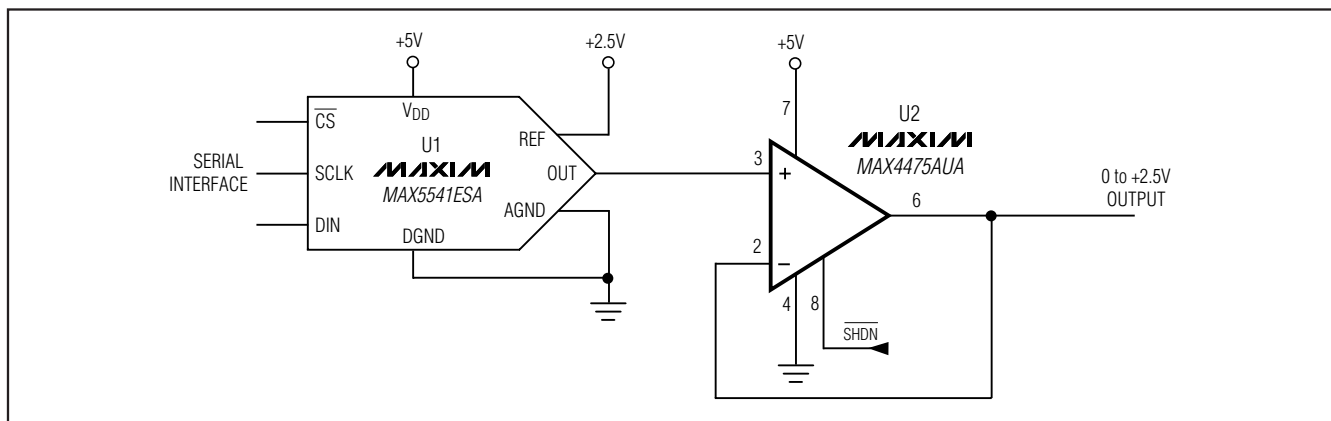 +5V
+2.5V
+5V
CS
VDD
7
U2
REF
U1
MAXIM
MAX4475AUA
SERIAL
INTERFACE
SCLK
MAXIM
OUT
3
+
0 to +2.5V
OUTPUT
MAX5541ESA
6
AGND
DIN
DGND
2
−
4
8
SHDN